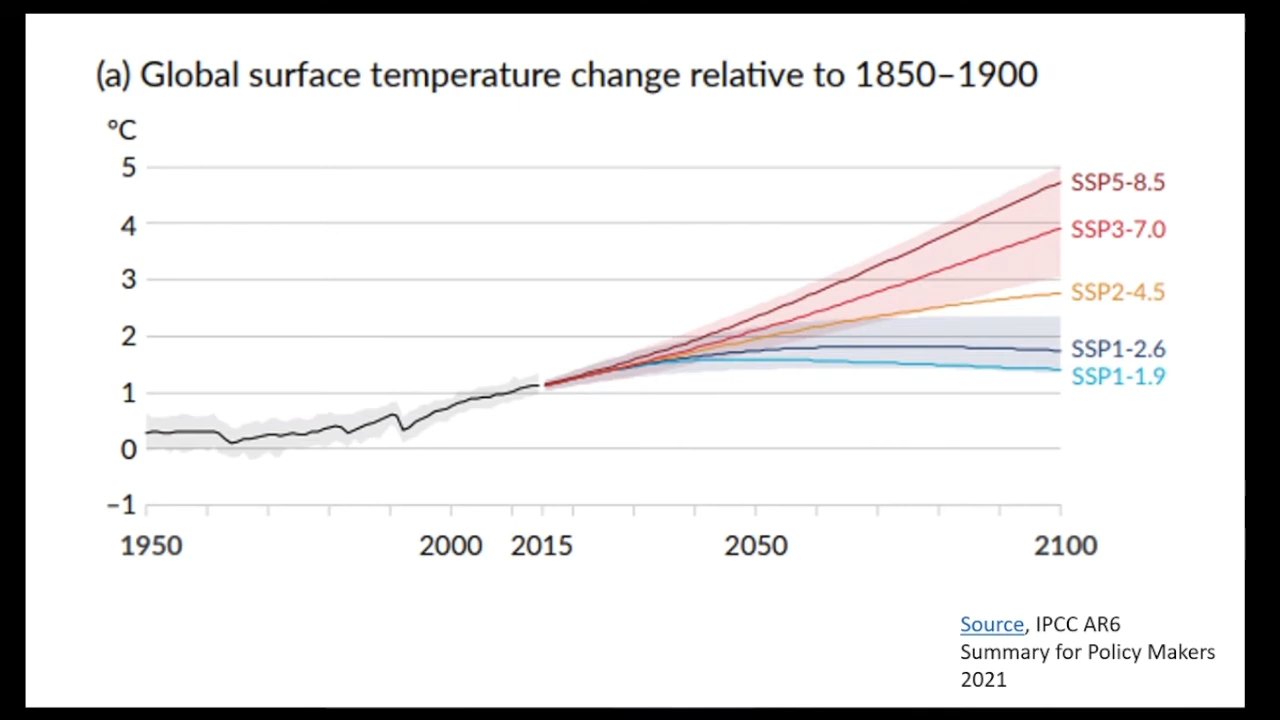 (a) Global surface temperature change relative to 1850–1900
°C
5
4
3
2
1
0
−1
SSP5-8.5
SSP3-7.0
SSP2-4.5
SSP1-2.6
SSP1-1.9
1950 2000 2015 2050 2100
Source, IPCC AR6
Summary for Policy Makers
2021